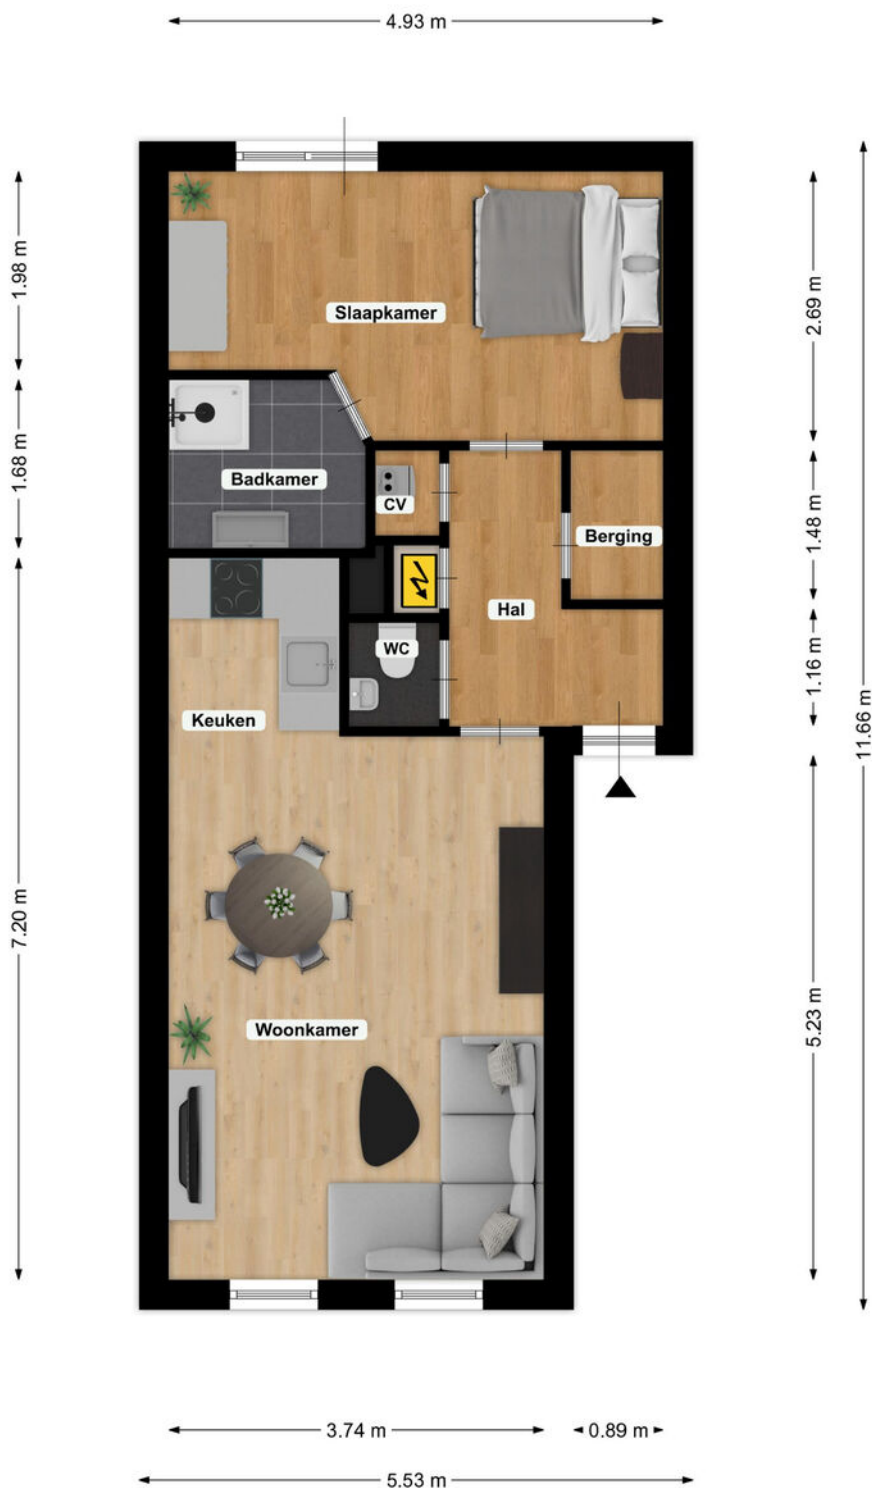 4.93 m
1.98 m
2.69 m
Slaapkamer
1.68 m
Badkamer
CV
1.48 m
Berging
Hal
WC
1.16 m
Keuken
11.66 m
7.20 m
5.23 m
Woonkamer
3.74 m
0.89 m
5.53 m